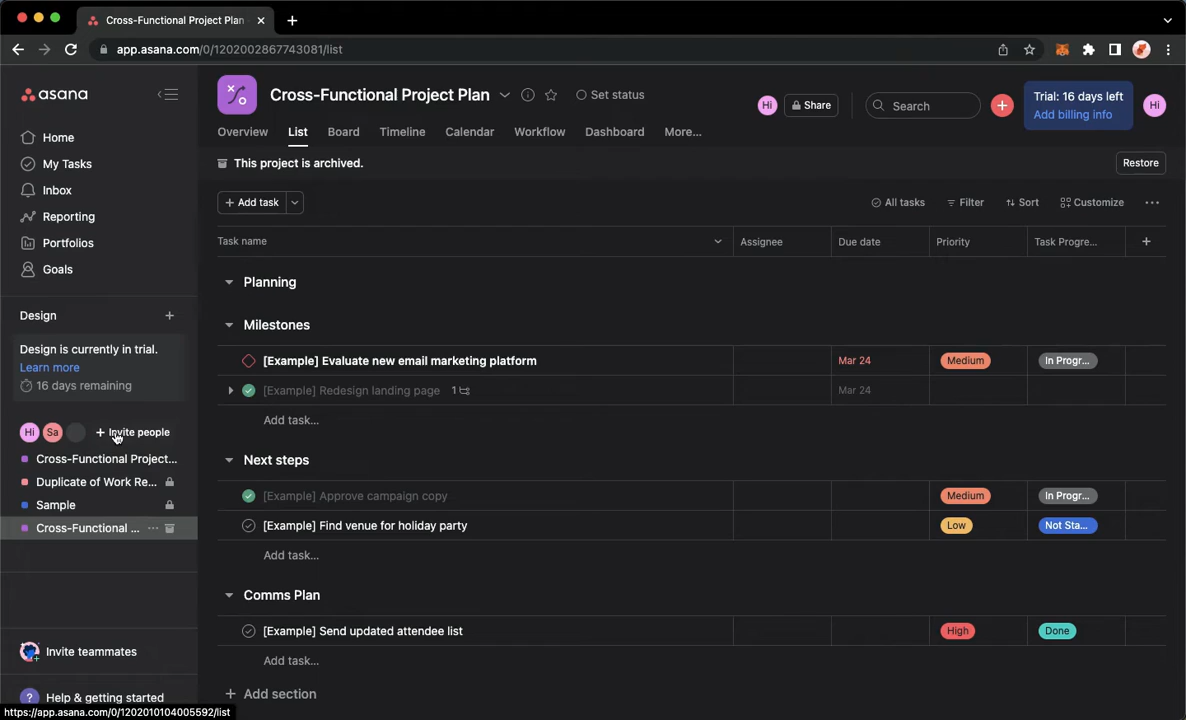 Cross-Functional Project Plan
app.asana.com/0/1202002867743081/list
asana
Home
My Tasks
Inbox
Reporting
Portfolios
Goals
Design
Design is currently in trial.
Learn more
16 days remaining
Hi Sa + Invite people
Cross-Functional Project...
Duplicate of Work Re...
Sample
Cross-Functional ... ...
Invite teammates
? Help & getting started
https://app.asana.com/0/1202010104005592/list
Cross-Functional Project Plan
Set status
Hi
Share
Search
Trial: 16 days left
Add billing info
Hi
Overview List Board Timeline Calendar Workflow Dashboard More...
This project is archived.
Restore
+ Add task
All tasks Filter Sort Customize ...
Task name Assignee Due date Priority Task Progre... +
Planning
Milestones
[Example] Evaluate new email marketing platform Mar 24 Medium In Progr...
[Example] Redesign landing page 1 Mar 24
Add task...
Next steps
[Example] Approve campaign copy Medium In Progr...
[Example] Find venue for holiday party Low Not Sta...
Add task...
Comms Plan
[Example] Send updated attendee list High Done
Add task...
+ Add section